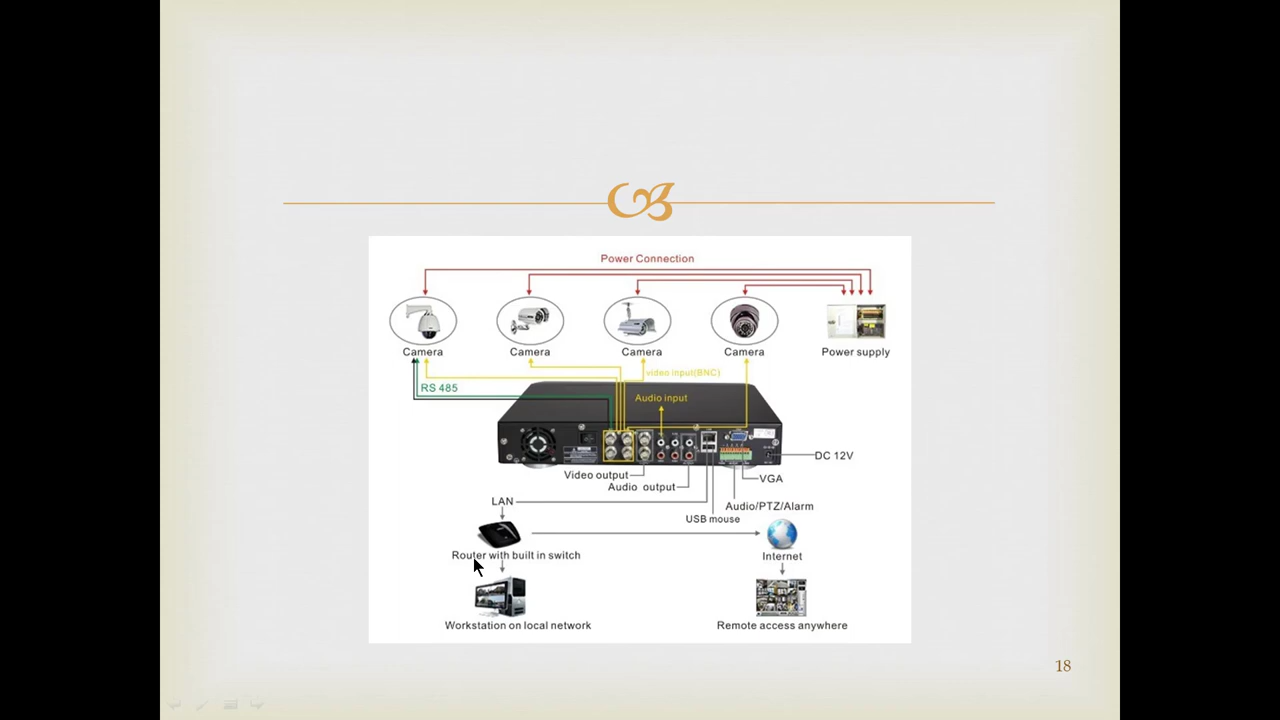 Power Connection
Camera
Camera
Camera
Camera
Power supply
video input(BNC)
RS 485
Audio input
DC 12V
Video output
VGA
Audio output
LAN
Audio/PTZ/Alarm
USB mouse
Router with built in switch
Internet
Workstation on local network
Remote access anywhere
18